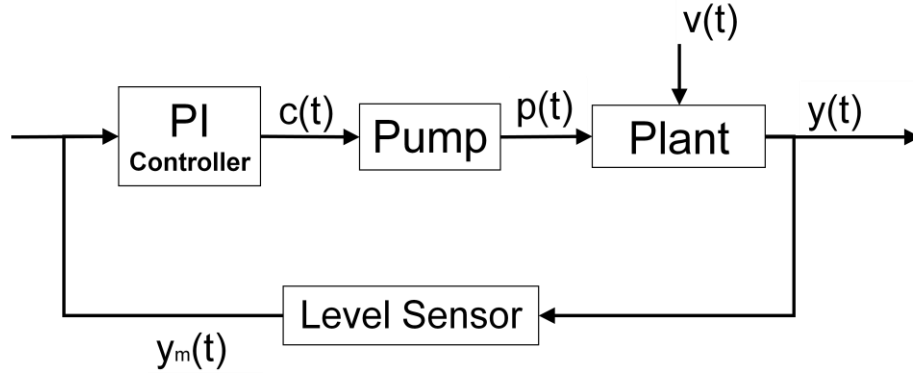 v(t)
PI
Controller
c(t)
Pump
p(t)
Plant
y(t)
Level Sensor
yₘ(t)